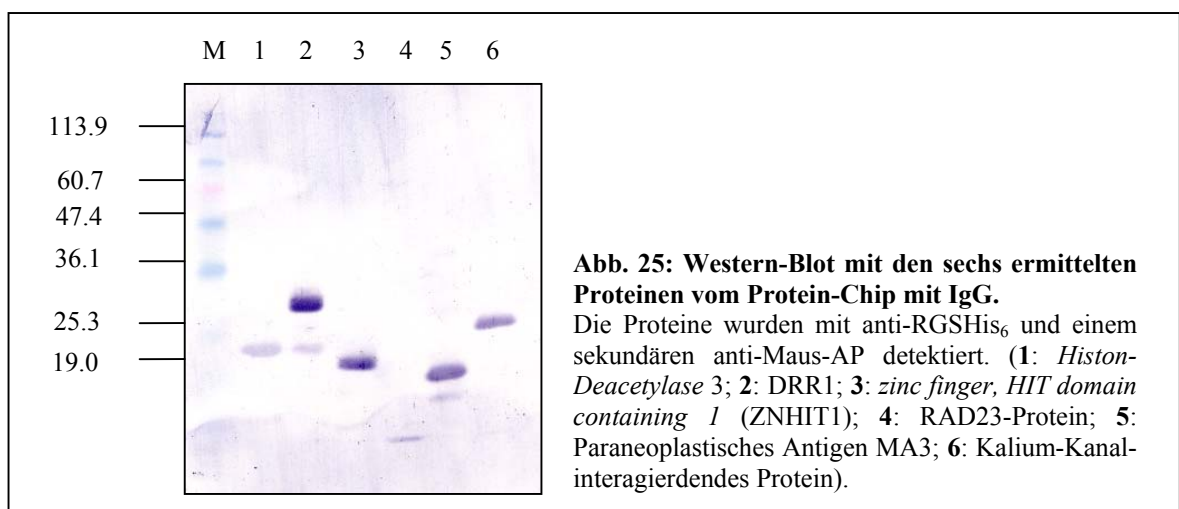 M 1 2 3 4 5 6
113.9
60.7
47.4
36.1
25.3
19.0
Abb. 25: Western-Blot mit den sechs ermittelten
Proteinen vom Protein-Chip mit IgG.
Die Proteine wurden mit anti-RGSHis₆ und einem
sekundären anti-Maus-AP detektiert. (1: Histon-
Deacetylase 3; 2: DRR1; 3: zinc finger, HIT domain
containing 1 (ZNHIT1); 4: RAD23-Protein; 5:
Paraneoplastisches Antigen MA3; 6: Kalium-Kanal-
interagierdendes Protein).